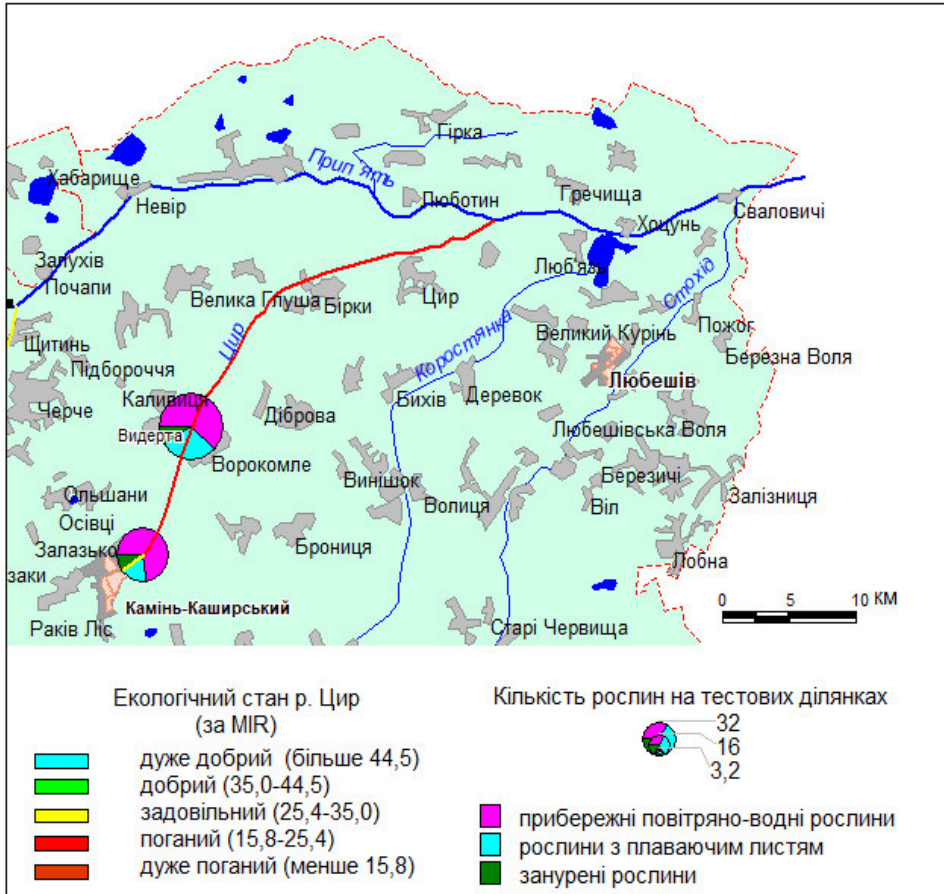 Гірка
Прип'ять
Хабарище
Невір
Люботин
Гречища
Хоцунь
Сваловичі
Залухів
Почапи
Люб'язь
Стохід
Велика Глуша
Бірки
Цир
Цир
Коростянка
Великий Курінь
Пожог
Щитинь
Березна Воля
Підбороччя
Любешів
Каливиця
Черче
Діброва
Бихів
Деревок
Видерта
Любешівська Воля
Ворокомле
Винішок
Березичі
Ольшани
Волиця
Віл
Залізниця
Осівці
Залазько
Брониця
Лобна
заки
Камінь-Каширський
0 5 10 КМ
Раків Ліс
Старі Червища
Екологічний стан р. Цир
(за MIR)
дуже добрий (більше 44,5)
добрий (35,0-44,5)
задовільний (25,4-35,0)
поганий (15,8-25,4)
дуже поганий (менше 15,8)
Кількість рослин на тестових ділянках
32
16
3,2
прибережні повітряно-водні рослини
рослини з плаваючим листям
занурені рослини